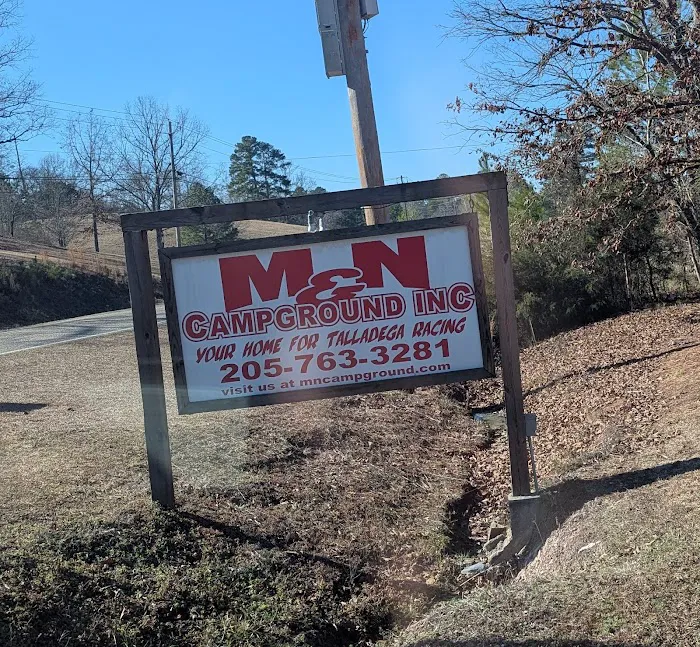 M&N
CAMPGROUND INC
YOUR HOME FOR TALLADEGA RACING
205-763-3281
visit us at mncampground.com